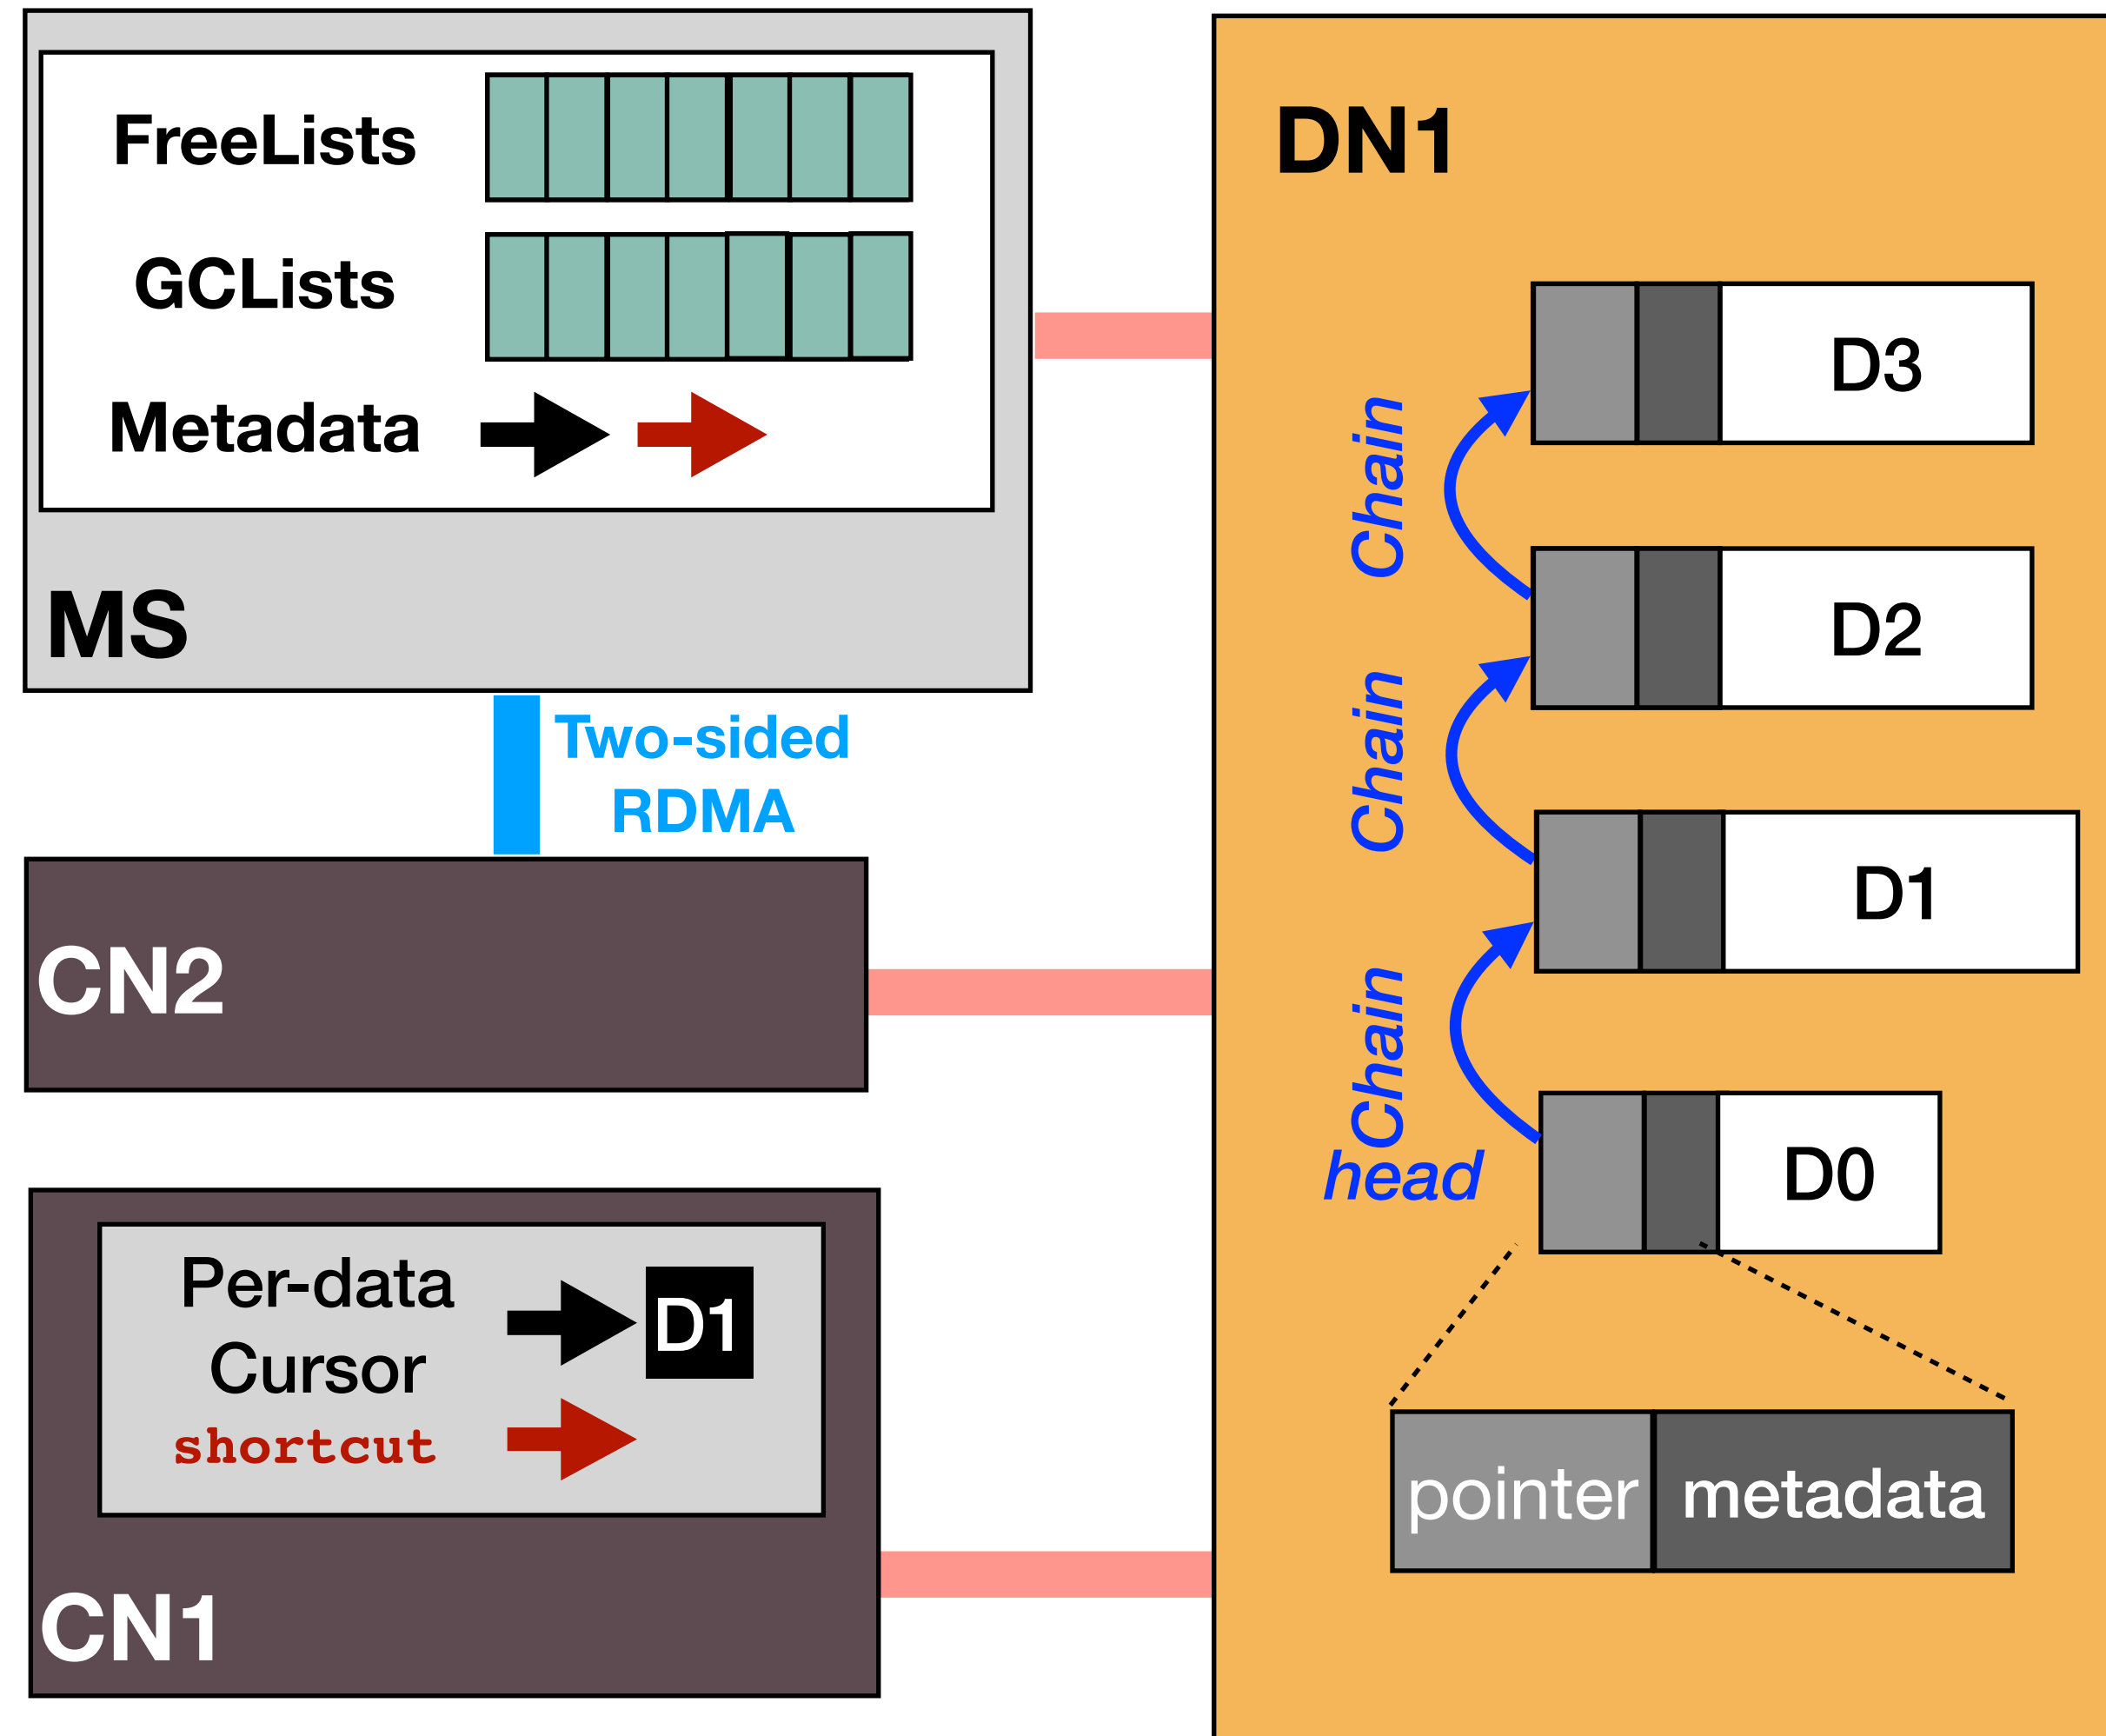 FreeLists
GCLists
Metadata
MS
Two-sided
RDMA
CN2
Per-data
Cursor
shortcut
D1
CN1
DN1
D3
Chain
D2
Chain
D1
Chain
head
D0
pointer
metadata